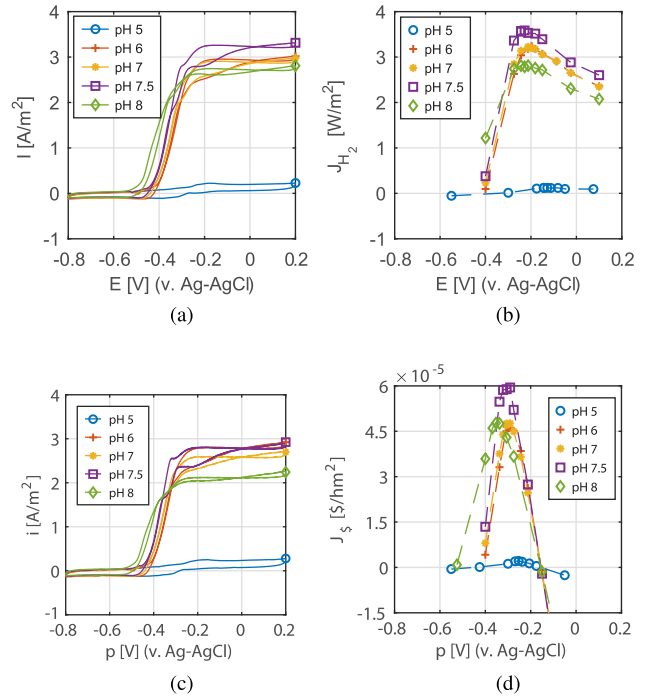 4
3
2
1
0
-1
I [A/m²]
pH 5
pH 6
pH 7
pH 7.5
pH 8
-0.8 -0.6 -0.4 -0.2 0 0.2
E [V] (v. Ag-AgCl)
(a)
4
3
2
1
0
-1
J_H₂ [W/m²]
pH 5
pH 6
pH 7
pH 7.5
pH 8
-0.8 -0.6 -0.4 -0.2 0 0.2
E [V] (v. Ag-AgCl)
(b)
4
3
2
1
0
-1
i [A/m²]
pH 5
pH 6
pH 7
pH 7.5
pH 8
-0.8 -0.6 -0.4 -0.2 0 0.2
p [V] (v. Ag-AgCl)
(c)
× 10⁻⁵
6
4.5
3
1.5
0
-1.5
J_$ [$/hm²]
pH 5
pH 6
pH 7
pH 7.5
pH 8
-0.8 -0.6 -0.4 -0.2 0 0.2
p [V] (v. Ag-AgCl)
(d)